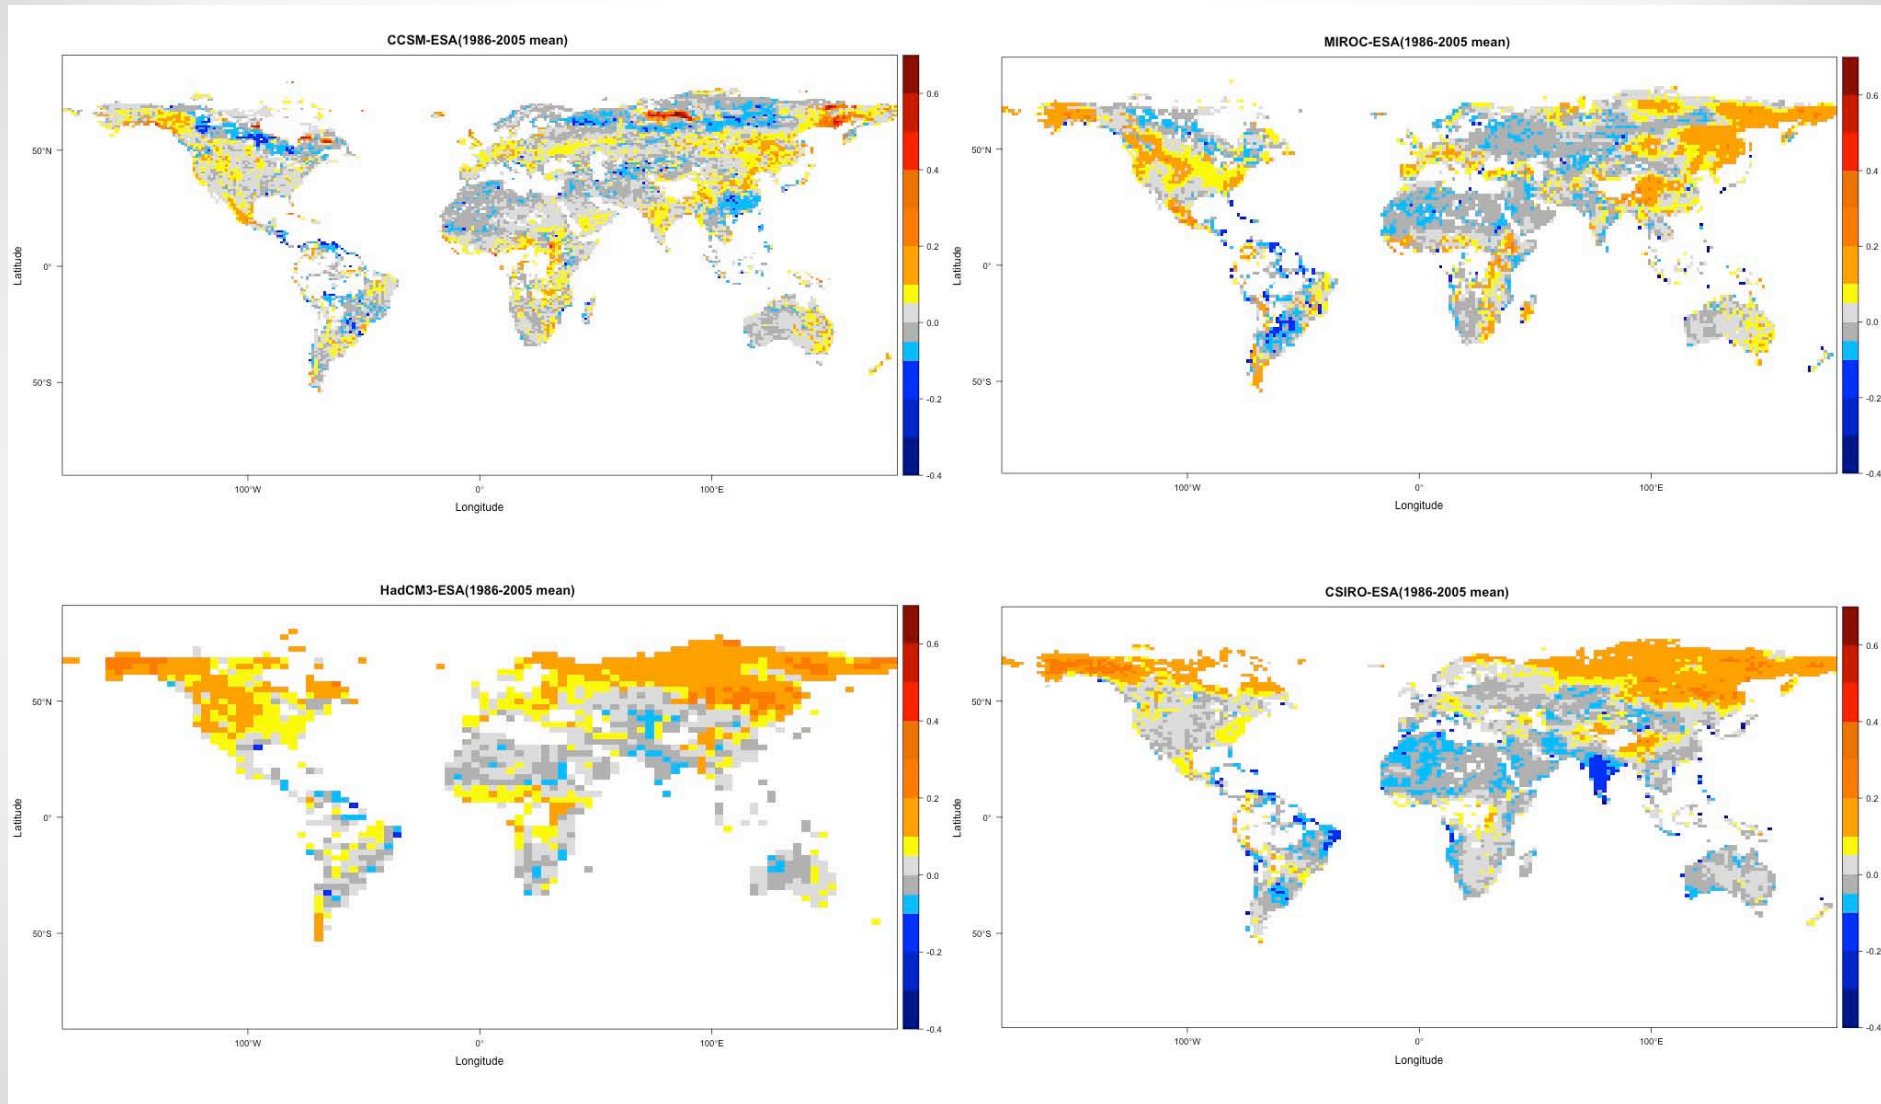 CCSM-ESA(1986-2005 mean)
Latitude
50°N
0°
50°S
100°W
0°
100°E
Longitude
0.6
0.4
0.2
0.0
-0.2
-0.4
MIROC-ESA(1986-2005 mean)
Latitude
50°N
0°
50°S
100°W
0°
100°E
Longitude
0.6
0.4
0.2
0.0
-0.2
-0.4
HadCM3-ESA(1986-2005 mean)
Latitude
50°N
0°
50°S
100°W
0°
100°E
Longitude
0.6
0.4
0.2
0.0
-0.2
-0.4
CSIRO-ESA(1986-2005 mean)
Latitude
50°N
0°
50°S
100°W
0°
100°E
Longitude
0.6
0.4
0.2
0.0
-0.2
-0.4